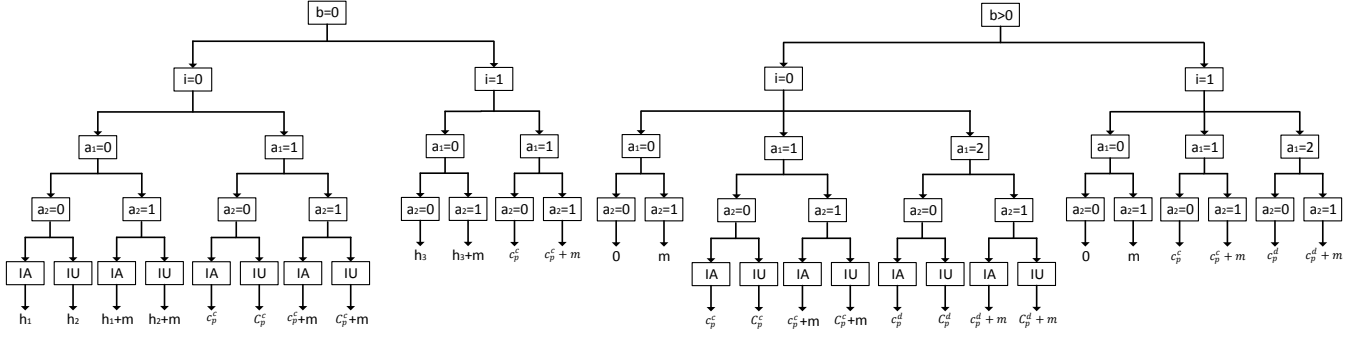 b=0 b>0
i=0 i=1 i=0 i=1
a₁=0 a₁=1 a₁=0 a₁=1 a₁=0 a₁=1 a₁=2 a₁=0 a₁=1 a₁=2
a₂=0 a₂=1 a₂=0 a₂=1 a₂=0 a₂=1 a₂=0 a₂=1 a₂=0 a₂=1 a₂=0 a₂=1 a₂=0 a₂=1 a₂=0 a₂=1 a₂=0 a₂=1 a₂=0 a₂=1
h₃ h₃+m c_p^c c_p^c + m 0 m 0 m c_p^c c_p^c + m c_p^d c_p^d + m
IA IU IA IU IA IU IA IU IA IU IA IU IA IU IA IU
h₁ h₂ h₁+m h₂+m c_p^c C_p^c c_p^c+m C_p^c+m c_p^c C_p^c c_p^c+m C_p^c+m c_p^d C_p^d c_p^d + m C_p^d + m